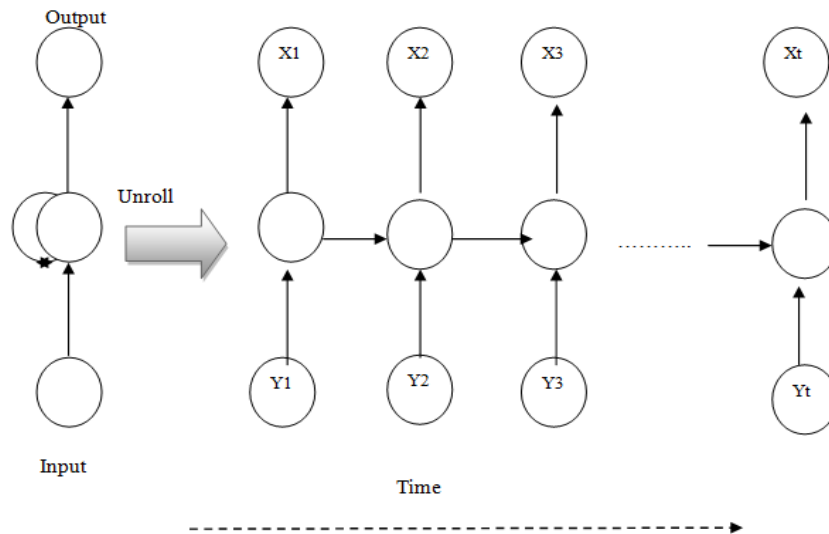 Output
X1
X2
X3
Xt
Unroll
...........
Y1
Y2
Y3
Yt
Input
Time